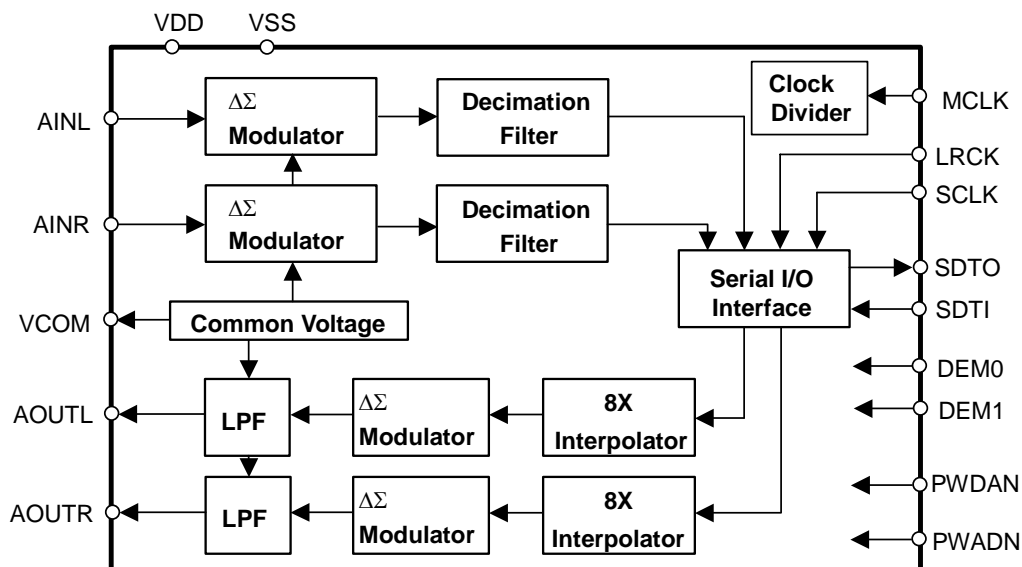 VDD
VSS
AINL
ΔΣ
Modulator
Decimation
Filter
Clock
Divider
MCLK
LRCK
AINR
ΔΣ
Modulator
Decimation
Filter
SCLK
Serial I/O
Interface
SDTO
SDTI
VCOM
Common Voltage
DEM0
AOUTL
LPF
ΔΣ
Modulator
8X
Interpolator
DEM1
PWDAN
AOUTR
LPF
ΔΣ
Modulator
8X
Interpolator
PWADN